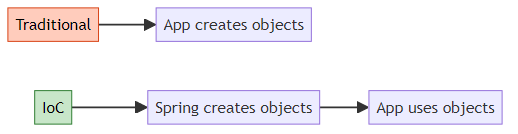 Traditional
App creates objects
IoC
Spring creates objects
App uses objects